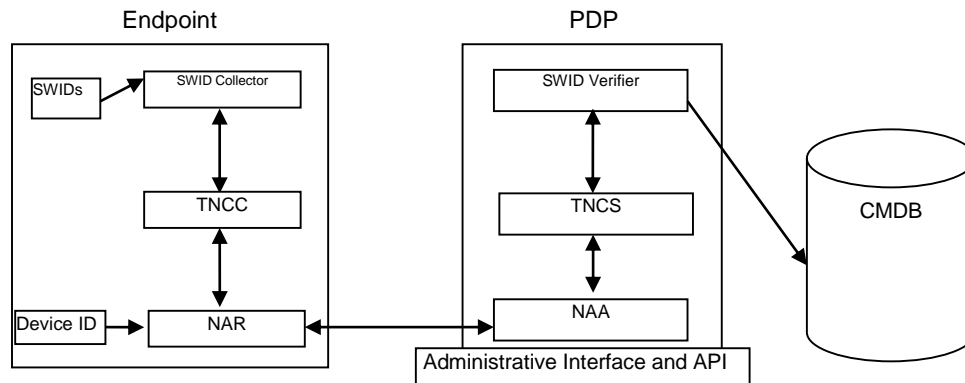 Endpoint
PDP
SWIDs
SWID Collector
SWID Verifier
TNCC
TNCS
CMDB
Device ID
NAR
NAA
Administrative Interface and API